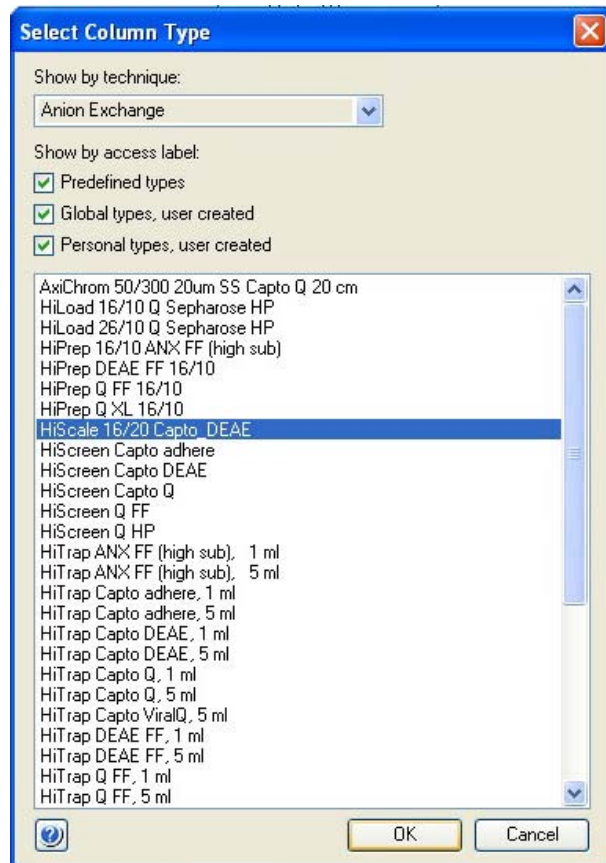 Select Column Type
Show by technique:
Anion Exchange
Show by access label:
Predefined types
Global types, user created
Personal types, user created
AxiChrom 50/300 20um SS Capto Q 20 cm
HiLoad 16/10 Q Sepharose HP
HiLoad 26/10 Q Sepharose HP
HiPrep 16/10 ANX FF (high sub)
HiPrep DEAE FF 16/10
HiPrep Q FF 16/10
HiPrep Q XL 16/10
HiScale 16/20 Capto_DEAE
HiScreen Capto adhere
HiScreen Capto DEAE
HiScreen Capto Q
HiScreen Q FF
HiScreen Q HP
HiTrap ANX FF (high sub), 1 ml
HiTrap ANX FF (high sub), 5 ml
HiTrap Capto adhere, 1 ml
HiTrap Capto adhere, 5 ml
HiTrap Capto DEAE, 1 ml
HiTrap Capto DEAE, 5 ml
HiTrap Capto Q, 1 ml
HiTrap Capto Q, 5 ml
HiTrap Capto ViralQ, 5 ml
HiTrap DEAE FF, 1 ml
HiTrap DEAE FF, 5 ml
HiTrap Q FF, 1 ml
HiTrap Q FF, 5 ml
? OK Cancel